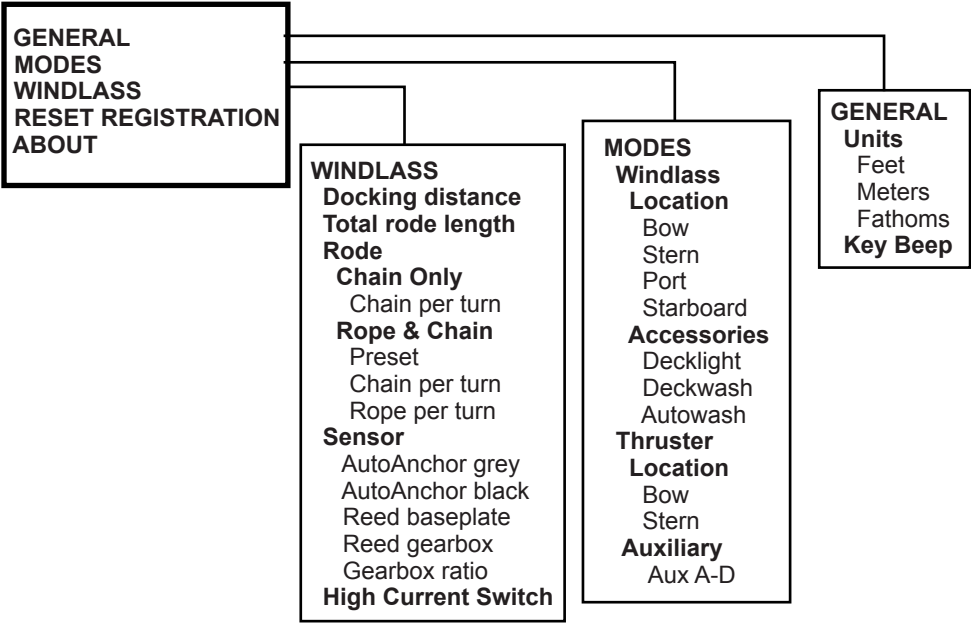 GENERAL
MODES
WINDLASS
RESET REGISTRATION
ABOUT
WINDLASS
Docking distance
Total rode length
Rode
Chain Only
Chain per turn
Rope & Chain
Preset
Chain per turn
Rope per turn
Sensor
AutoAnchor grey
AutoAnchor black
Reed baseplate
Reed gearbox
Gearbox ratio
High Current Switch
MODES
Windlass
Location
Bow
Stern
Port
Starboard
Accessories
Decklight
Deckwash
Autowash
Thruster
Location
Bow
Stern
Auxiliary
Aux A-D
GENERAL
Units
Feet
Meters
Fathoms
Key Beep